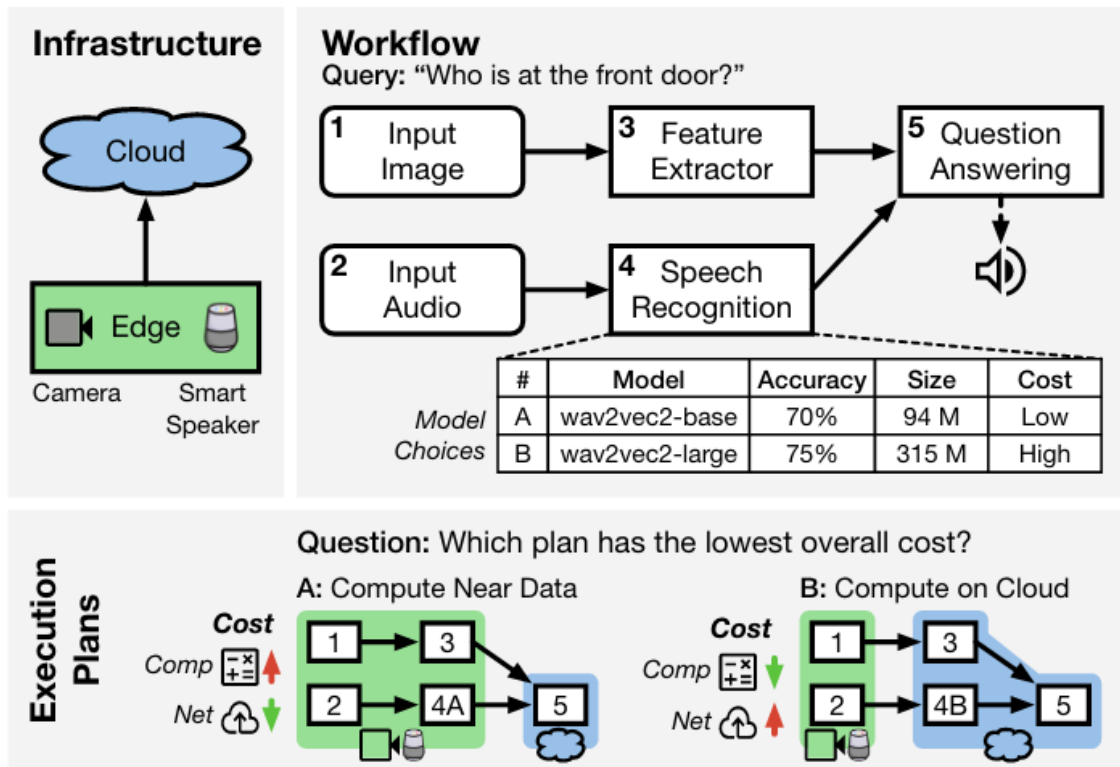 Infrastructure
Cloud
Edge
Camera
Smart
Speaker
Workflow
Query: “Who is at the front door?”
1 Input
Image
3 Feature
Extractor
5 Question
Answering
2 Input
Audio
4 Speech
Recognition
Model
Choices
# Model Accuracy Size Cost
A wav2vec2-base 70% 94 M Low
B wav2vec2-large 75% 315 M High
Execution
Plans
Question: Which plan has the lowest overall cost?
A: Compute Near Data
Cost
Comp
Net
1 3
2 4A 5
B: Compute on Cloud
Cost
Comp
Net
1 3
2 4B 5